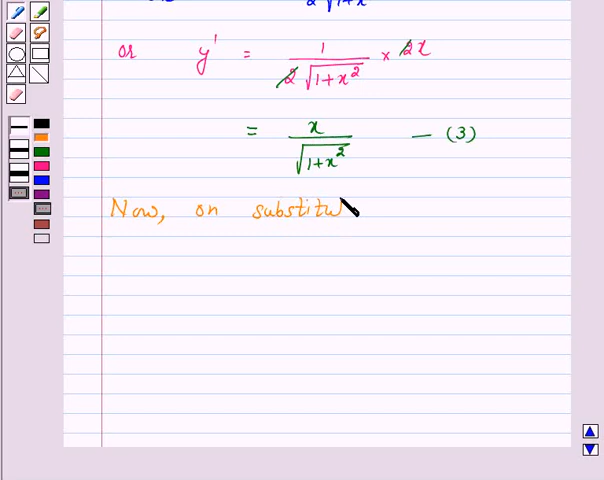 or y' = 1 / 2√1+x² × 2x
= x / √1+x² — (3)
Now, on substitu